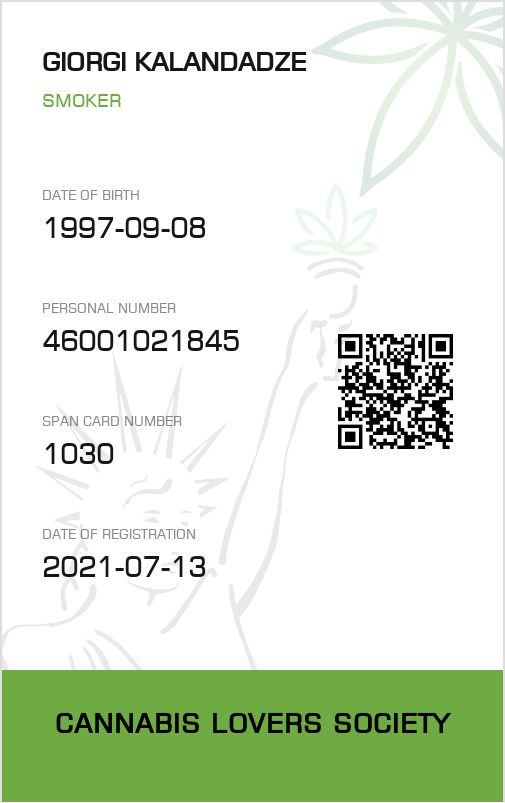 GIORGI KALANDADZE
SMOKER
DATE OF BIRTH
1997-09-08
PERSONAL NUMBER
46001021845
SPAN CARD NUMBER
1030
DATE OF REGISTRATION
2021-07-13
CANNABIS LOVERS SOCIETY